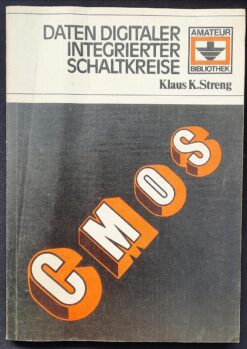 DATEN DIGITALER
INTEGRIERTER
SCHALTKREISE
Klaus K.Streng
AMATEUR
BIBLIOTHEK
CMOS